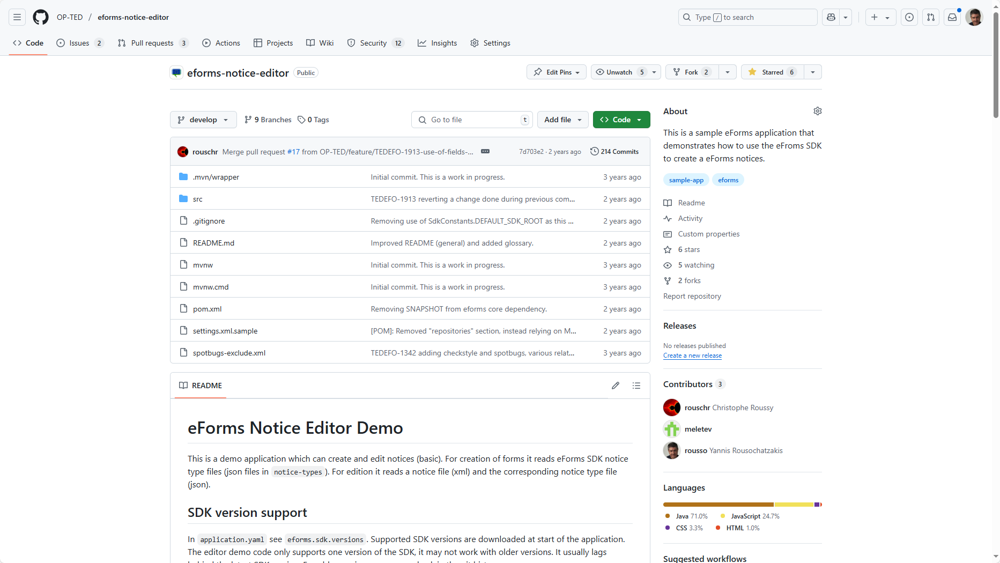 OP-TED / eforms-notice-editor
Type / to search
Code Issues 2 Pull requests 3 Actions Projects Wiki Security 12 Insights Settings
eforms-notice-editor Public
Edit Pins Unwatch 5 Fork 2 Starred 6
develop 9 Branches 0 Tags Go to file t Add file Code
rouschr Merge pull request #17 from OP-TED/feature/TEDEFO-1913-use-of-fields-... 7d703e2 · 2 years ago 214 Commits
.mvn/wrapper Initial commit. This is a work in progress. 3 years ago
src TEDEFO-1913 reverting a change done during previous com... 2 years ago
.gitignore Removing use of SdkConstants.DEFAULT_SDK_ROOT as this ... 2 years ago
README.md Improved README (general) and added glossary. 2 years ago
mvnw Initial commit. This is a work in progress. 3 years ago
mvnw.cmd Initial commit. This is a work in progress. 3 years ago
pom.xml Removing SNAPSHOT from eforms core dependency. 2 years ago
settings.xml.sample [POM]: Removed "repositories" section, instead relying on M... 2 years ago
spotbugs-exclude.xml TEDEFO-1342 adding checkstyle and spotbugs, various relat... 3 years ago
README
eForms Notice Editor Demo
This is a demo application which can create and edit notices (basic). For creation of forms it reads eForms SDK notice
type files (json files in notice-types ). For edition it reads a notice file (xml) and the corresponding notice type file
(json).
SDK version support
In application.yaml see eforms.sdk.versions . Supported SDK versions are downloaded at start of the application.
The editor demo code only supports one version of the SDK, it may not work with older versions. It usually lags
About
This is a sample eForms application that
demonstrates how to use the eFroms SDK
to create a eForms notices.
sample-app eforms
Readme
Activity
Custom properties
6 stars
5 watching
2 forks
Report repository
Releases
No releases published
Create a new release
Contributors 3
rouschr Christophe Roussy
meletev
rousso Yannis Rousochatzakis
Languages
Java 71.0% JavaScript 24.7%
CSS 3.3% HTML 1.0%
Suggested workflows